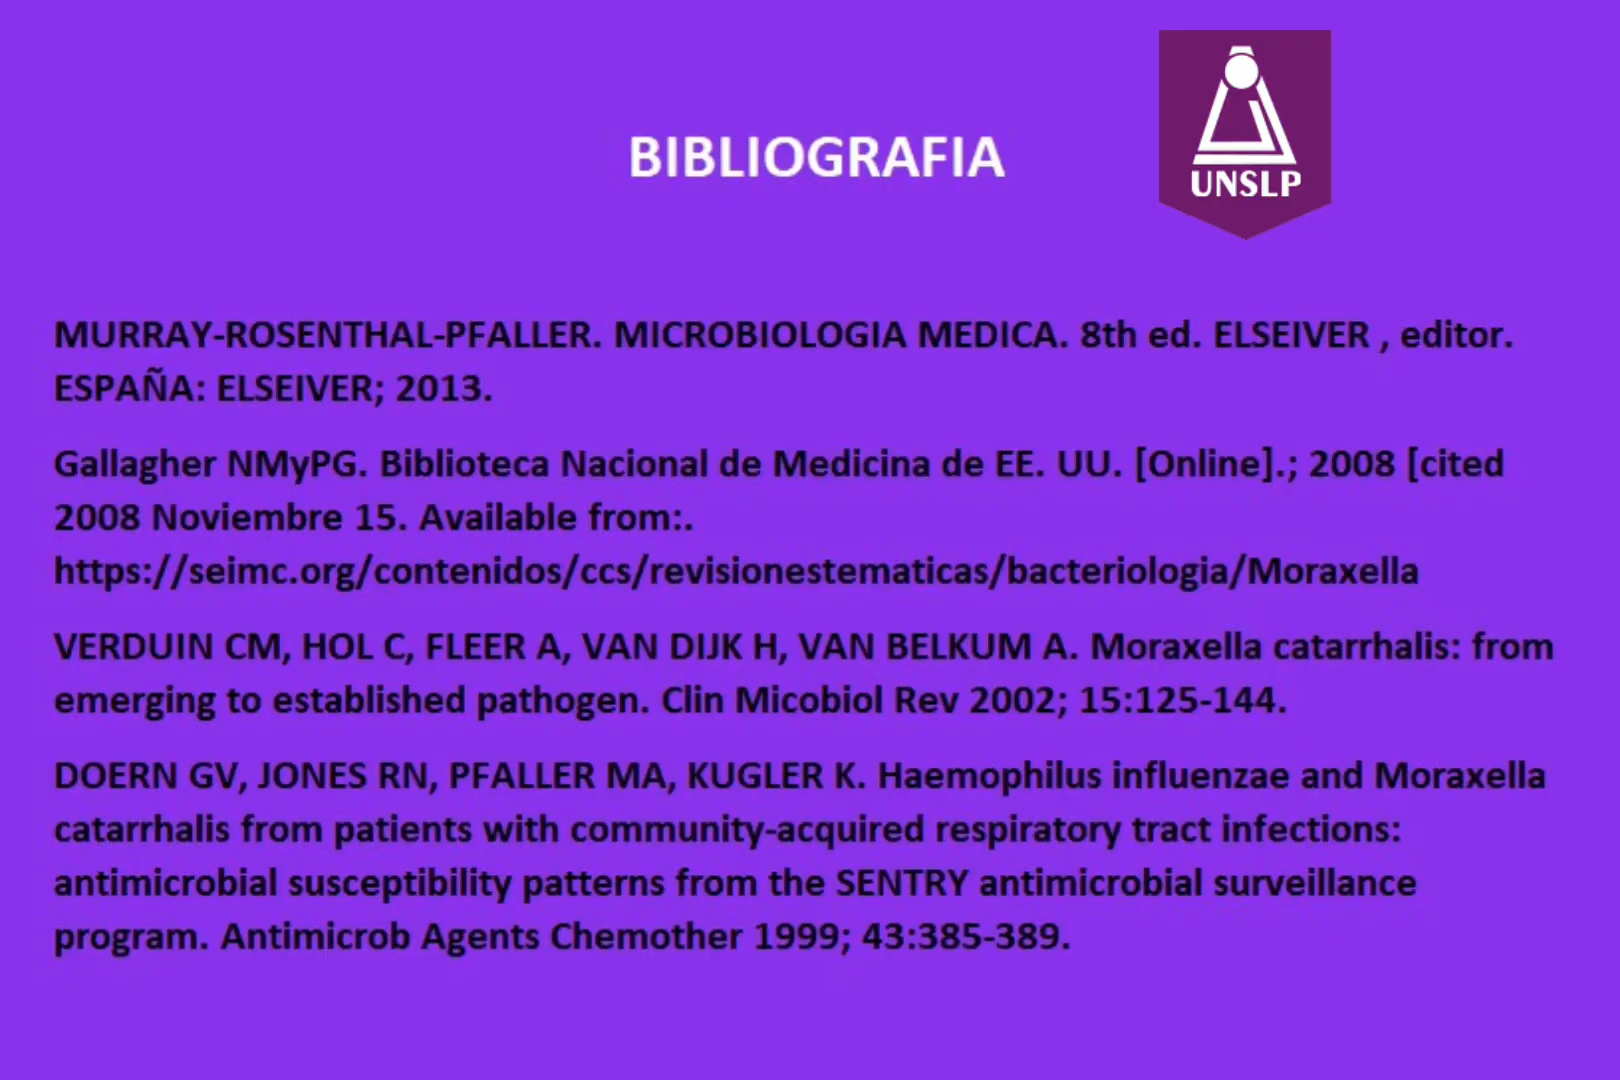 BIBLIOGRAFIA
UNSLP
MURRAY-ROSENTHAL-PFALLER. MICROBIOLOGIA MEDICA. 8th ed. ELSEIVER , editor.
ESPAÑA: ELSEIVER; 2013.
Gallagher NMyPG. Biblioteca Nacional de Medicina de EE. UU. [Online].; 2008 [cited
2008 Noviembre 15. Available from:.
https://seimc.org/contenidos/ccs/revisionestematicas/bacteriologia/Moraxella
VERDUIN CM, HOL C, FLEER A, VAN DIJK H, VAN BELKUM A. Moraxella catarrhalis: from
emerging to established pathogen. Clin Micobiol Rev 2002; 15:125-144.
DOERN GV, JONES RN, PFALLER MA, KUGLER K. Haemophilus influenzae and Moraxella
catarrhalis from patients with community-acquired respiratory tract infections:
antimicrobial susceptibility patterns from the SENTRY antimicrobial surveillance
program. Antimicrob Agents Chemother 1999; 43:385-389.